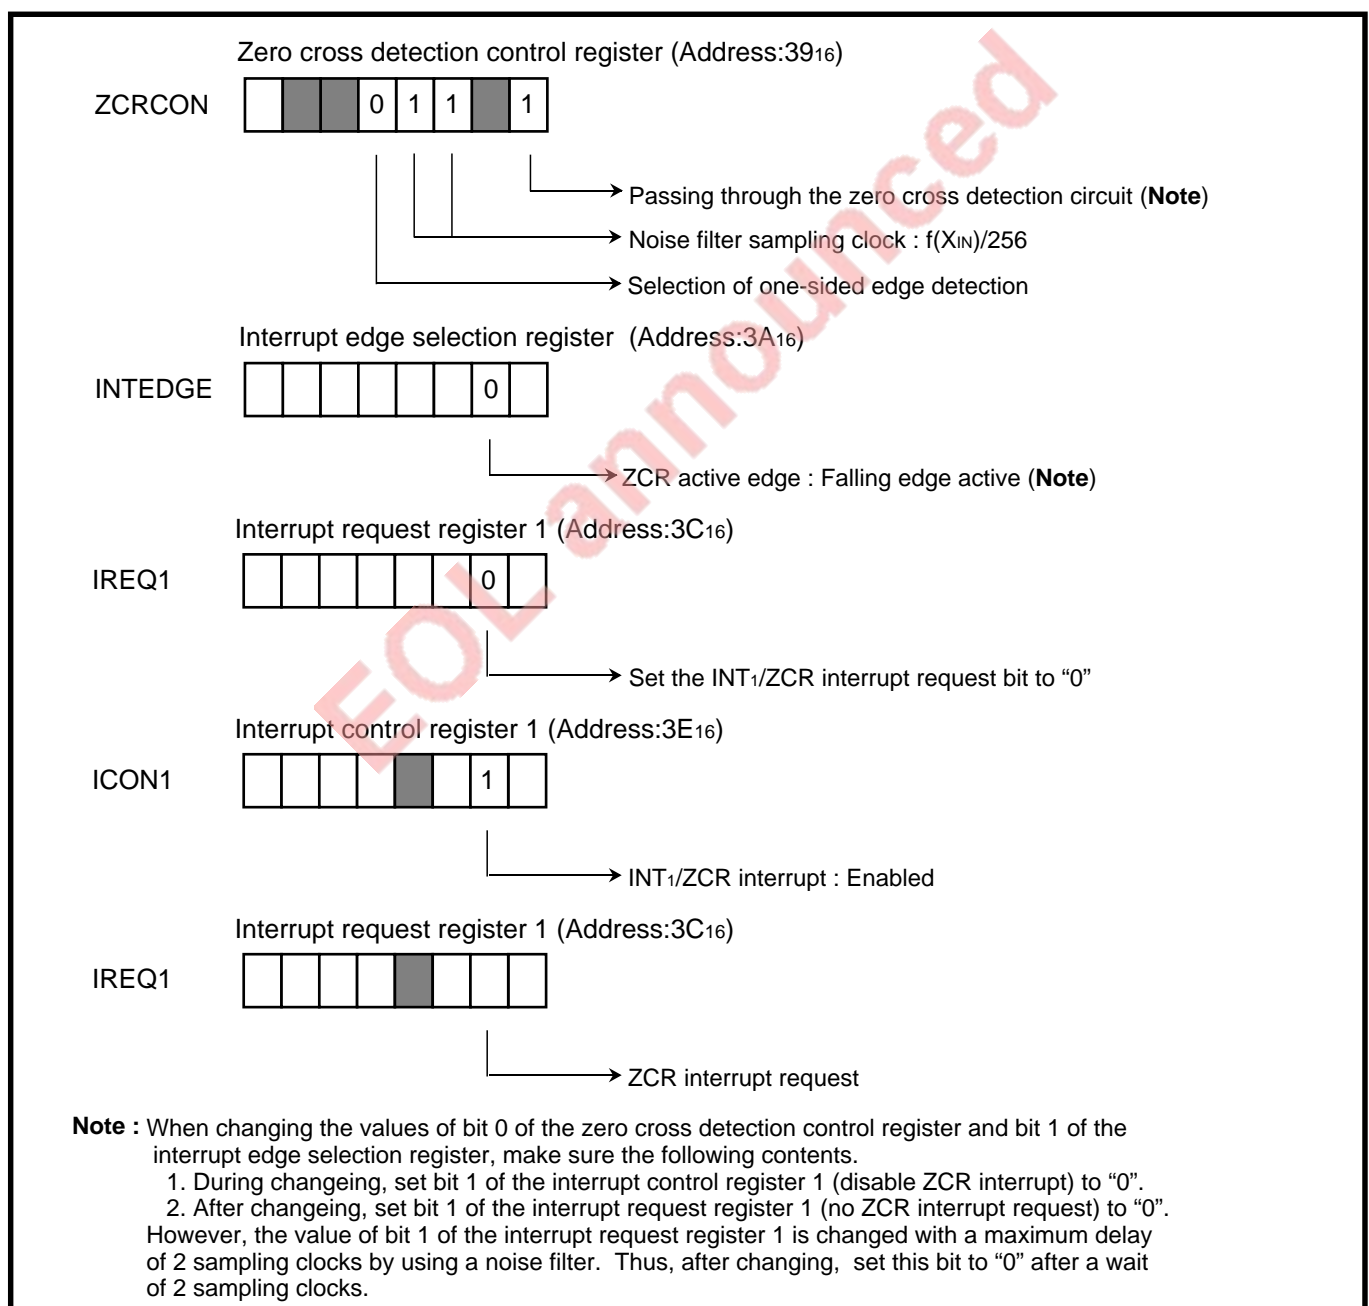 Zero cross detection control register (Address:3916)
ZCRCON 0 1 1 1
Passing through the zero cross detection circuit (Note)
Noise filter sampling clock : f(XIN)/256
Selection of one-sided edge detection
Interrupt edge selection register (Address:3A16)
INTEDGE 0
ZCR active edge : Falling edge active (Note)
Interrupt request register 1 (Address:3C16)
IREQ1 0
Set the INT1/ZCR interrupt request bit to “0”
Interrupt control register 1 (Address:3E16)
ICON1 1
INT1/ZCR interrupt : Enabled
Interrupt request register 1 (Address:3C16)
IREQ1
ZCR interrupt request
Note : When changing the values of bit 0 of the zero cross detection control register and bit 1 of the
interrupt edge selection register, make sure the following contents.
1. During changeing, set bit 1 of the interrupt control register 1 (disable ZCR interrupt) to “0”.
2. After changeing, set bit 1 of the interrupt request register 1 (no ZCR interrupt request) to “0”.
However, the value of bit 1 of the interrupt request register 1 is changed with a maximum delay
of 2 sampling clocks by using a noise filter. Thus, after changing, set this bit to “0” after a wait
of 2 sampling clocks.
EOL announced